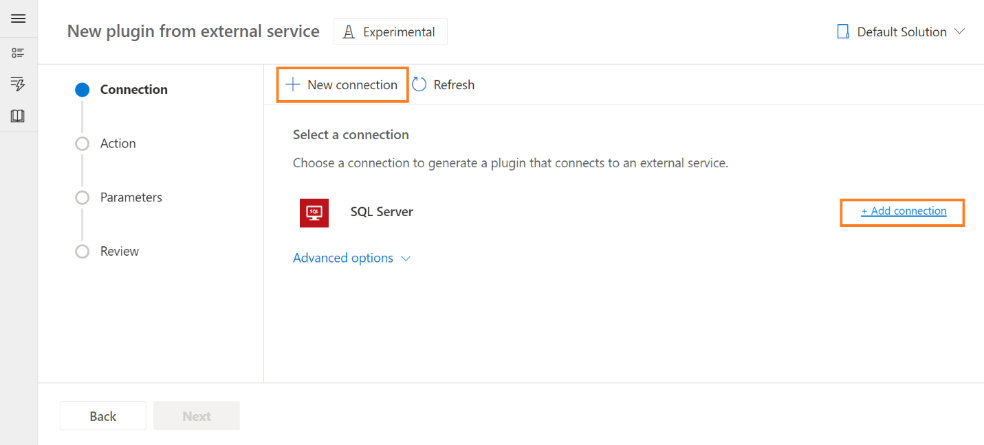 New plugin from external service
Experimental
Default Solution
Connection
Action
Parameters
Review
+ New connection
Refresh
Select a connection
Choose a connection to generate a plugin that connects to an external service.
SQL
SQL Server
+ Add connection
Advanced options
Back
Next